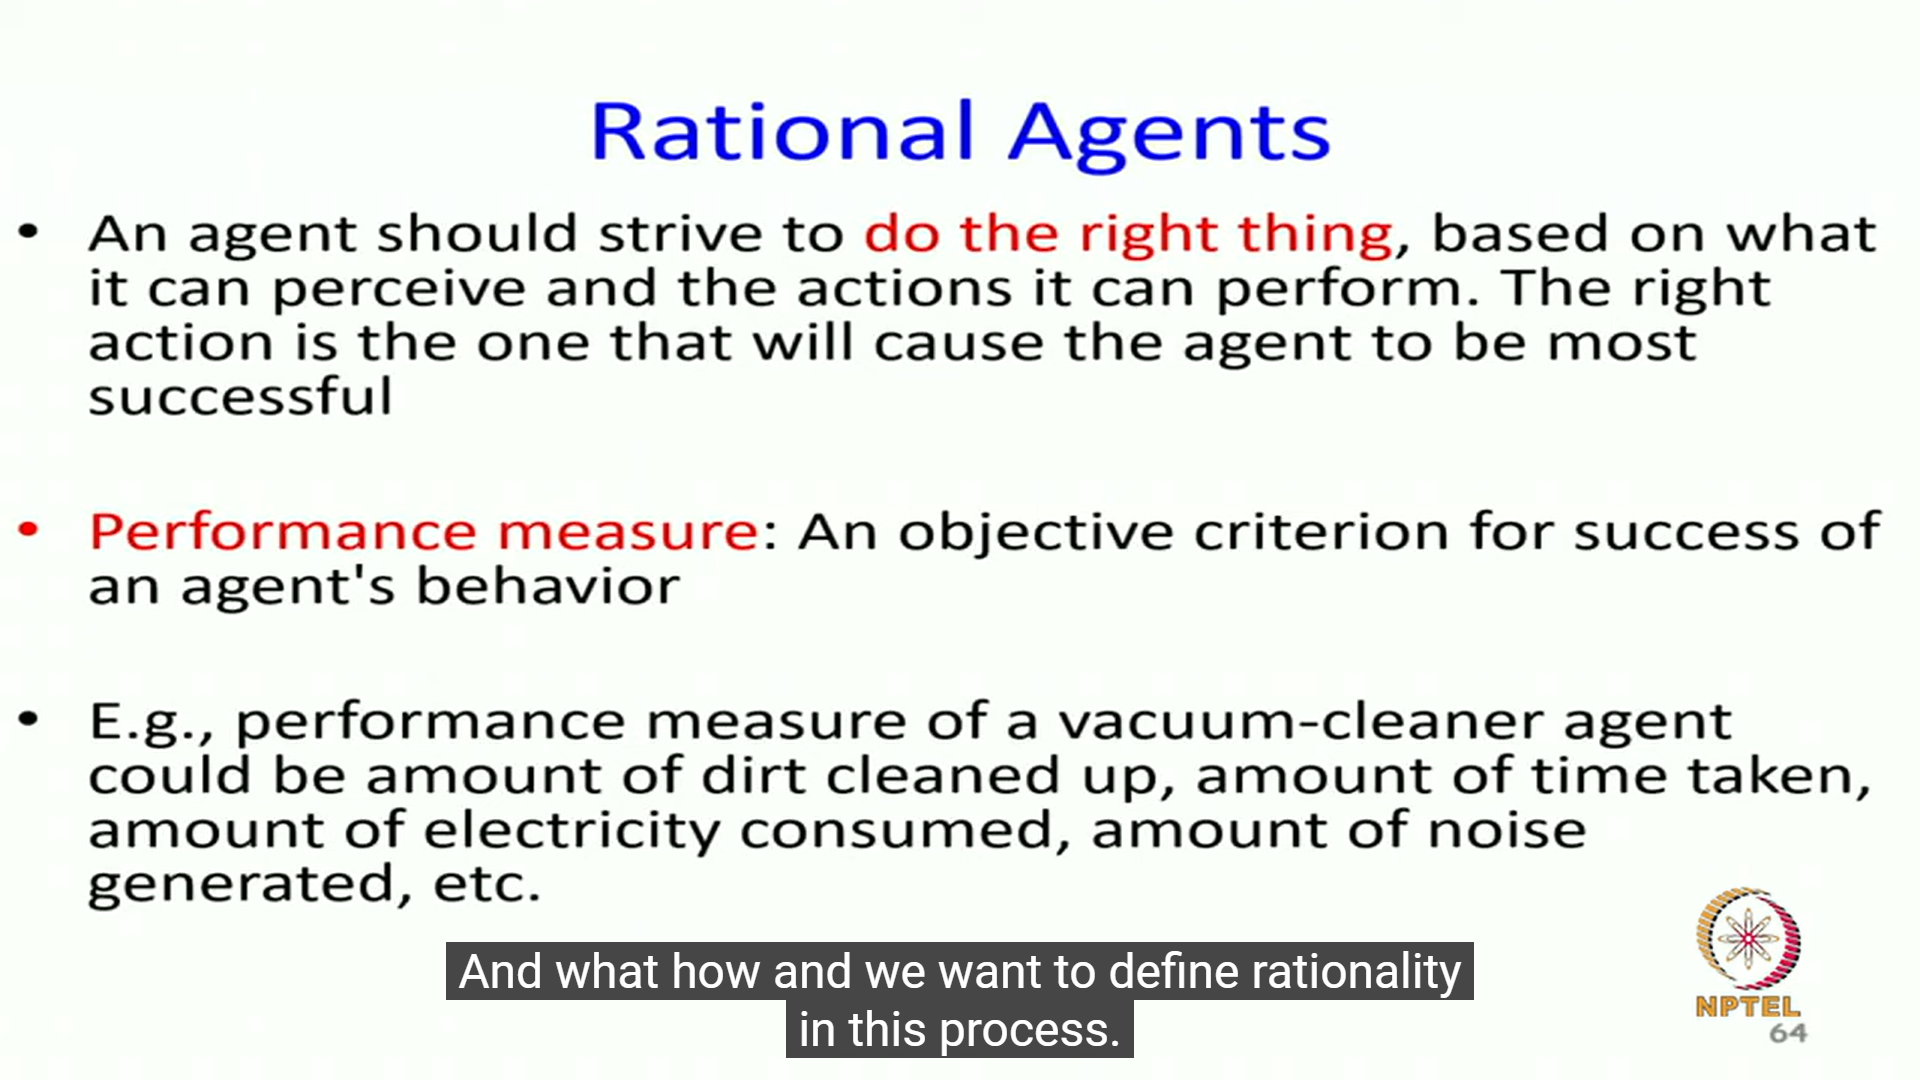 Rational Agents
• An agent should strive to do the right thing, based on what
it can perceive and the actions it can perform. The right
action is the one that will cause the agent to be most
successful
• Performance measure: An objective criterion for success of
an agent's behavior
• E.g., performance measure of a vacuum-cleaner agent
could be amount of dirt cleaned up, amount of time taken,
amount of electricity consumed, amount of noise
generated, etc.
And what how and we want to define rationality
in this process.
NPTEL
64